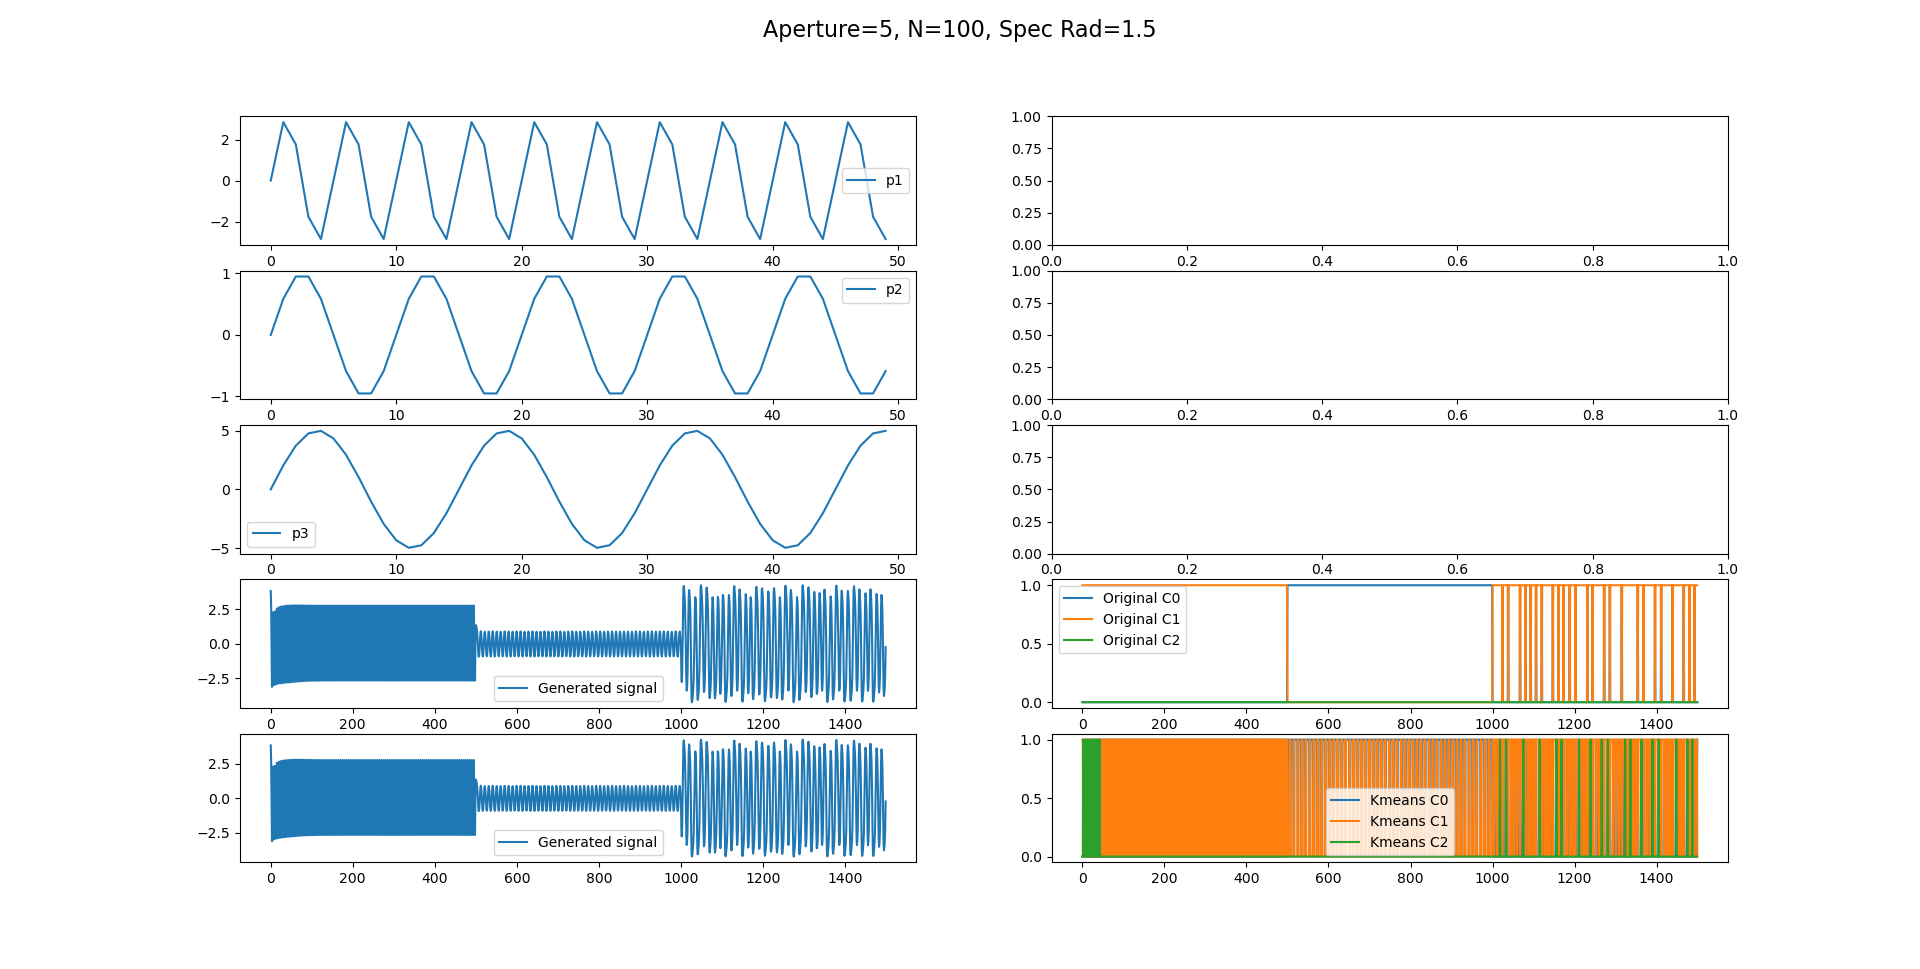 Aperture=5, N=100, Spec Rad=1.5
2
0
−2
p1
0 10 20 30 40 50
1.00
0.75
0.50
0.25
0.00
0.0 0.2 0.4 0.6 0.8 1.0
1
0
−1
p2
0 10 20 30 40 50
1.00
0.75
0.50
0.25
0.00
0.0 0.2 0.4 0.6 0.8 1.0
5
0
−5
p3
0 10 20 30 40 50
1.00
0.75
0.50
0.25
0.00
0.0 0.2 0.4 0.6 0.8 1.0
2.5
0.0
−2.5
Generated signal
0 200 400 600 800 1000 1200 1400
1.0
0.5
0.0
Original C0
Original C1
Original C2
0 200 400 600 800 1000 1200 1400
2.5
0.0
−2.5
Generated signal
0 200 400 600 800 1000 1200 1400
1.0
0.5
0.0
Kmeans C0
Kmeans C1
Kmeans C2
0 200 400 600 800 1000 1200 1400